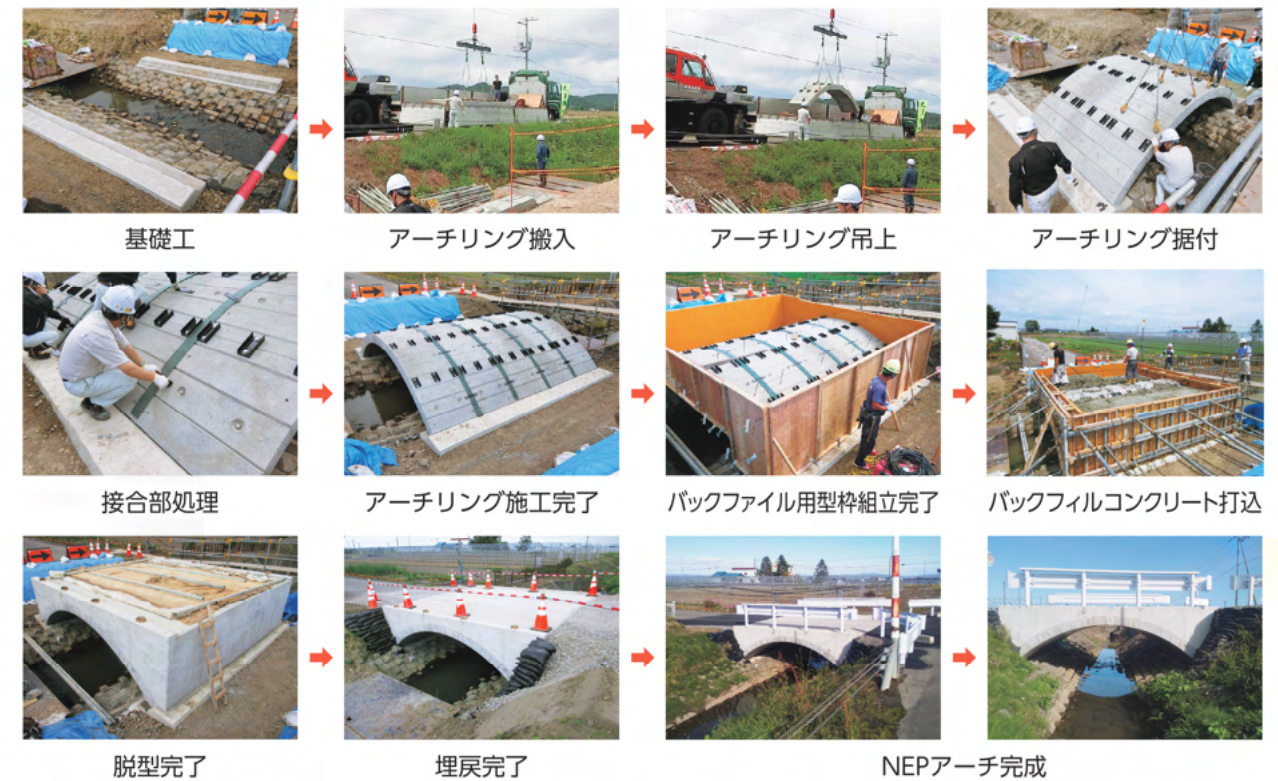 基礎工
アーチリング搬入
アーチリング吊上
アーチリング据付
接合部処理
アーチリング施工完了
バックファイル用型枠組立完了
バックフィルコンクリート打込
脱型完了
埋戻完了
NEPアーチ完成